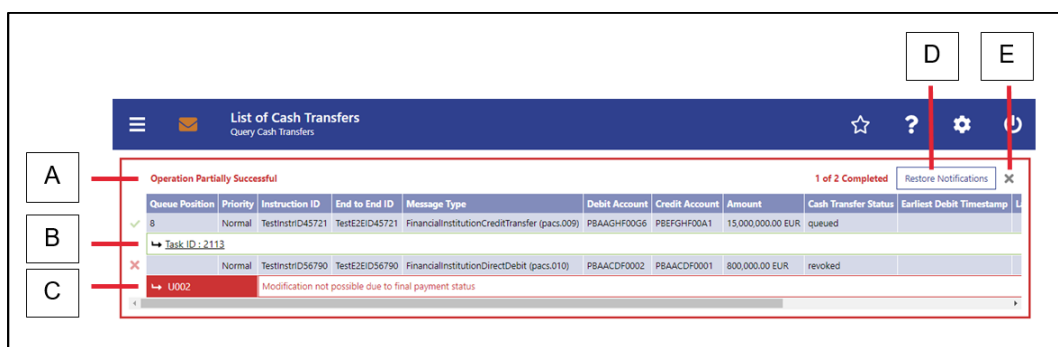 D E
List of Cash Transfers
Query Cash Transfers
?
A
Operation Partially Successful 1 of 2 Completed Restore Notifications
Queue Position Priority Instruction ID End to End ID Message Type Debit Account Credit Account Amount Cash Transfer Status Earliest Debit Timestamp
8 Normal TestInstrID45721 TestE2EID45721 FinancialInstitutionCreditTransfer (pacs.009) PBAAGHF00G6 PBEFGHF00A1 15,000,000.00 EUR queued
B
Task ID : 2113
Normal TestInstrID56790 TestE2EID56790 FinancialInstitutionDirectDebit (pacs.010) PBAACDF0002 PBAACDF0001 800,000.00 EUR revoked
C
U002 Modification not possible due to final payment status